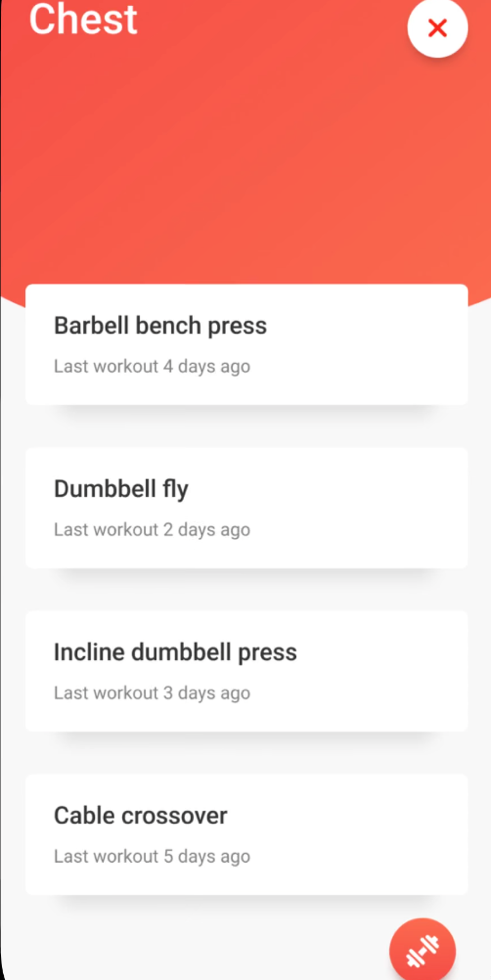 Chest
Barbell bench press
Last workout 4 days ago
Dumbbell fly
Last workout 2 days ago
Incline dumbbell press
Last workout 3 days ago
Cable crossover
Last workout 5 days ago